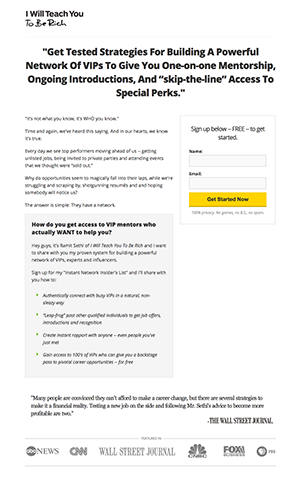 I Will Teach You
To Be Rich
"Get Tested Strategies For Building A Powerful
Network Of VIPs To Give You One-on-one Mentorship,
Ongoing Introductions, And “skip-the-line” Access To
Special Perks."
"It's not what you know, it's WHO you know."
Time and again, we've heard this saying. And in our hearts, we know
it's true.
Every day we see top performers moving ahead of us – getting
unlisted jobs, being invited to private parties and attending events
that we thought were "sold out."
Why do opportunities seem to magically fall into their laps, while we're
struggling and scraping by, shotgunning resumés and and hoping
somebody will notice us?
The answer is simple: They have a network.
Sign up below – FREE – to get
started.
Name:
Email:
Get Started Now
100% privacy. No games, no B.S., no spam.
How do you get access to VIP mentors who
actually WANT to help you?
Hey guys, it's Ramit Sethi of I Will Teach You To Be Rich and I want
to share with you my proven system for building a powerful
network of VIPs, experts and influencers.
Sign up for my "Instant Network Insider's List" and I'll share with
you how to:
Authentically connect with busy VIPs in a natural, non-
sleazy way
"Leap-frog" past other qualified individuals to get job offers,
introductions and recognition
Create instant rapport with anyone – even people you've
just met
Gain access to 100's of VIPs who can give you a backstage
pass to pivotal career opportunities – for free
"Many people are convinced they can't afford to make a career change, but there are several strategies to
make it a financial reality. Testing a new job on the side and following Mr. Sethi's advice to become more
profitable are two."
- THE WALL STREET JOURNAL
FEATURED IN
abc NEWS CNN WALL STREET JOURNAL CNBC FOX BUSINESS PBS